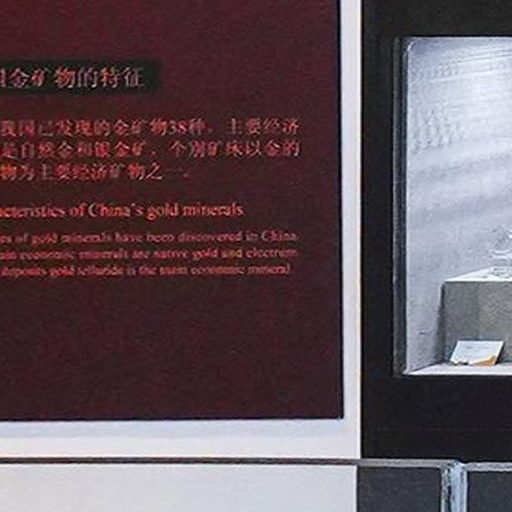 金矿物的特征
我国已发现的金矿物38种，主要经济
是自然金和银金矿，个别矿床以金的
物为主要经济矿物之一。
acteristics of China's gold minerals
es of gold minerals have been discovered in China.
economic minerals are native gold and electrum.
deposits gold telluride is the main economic mineral